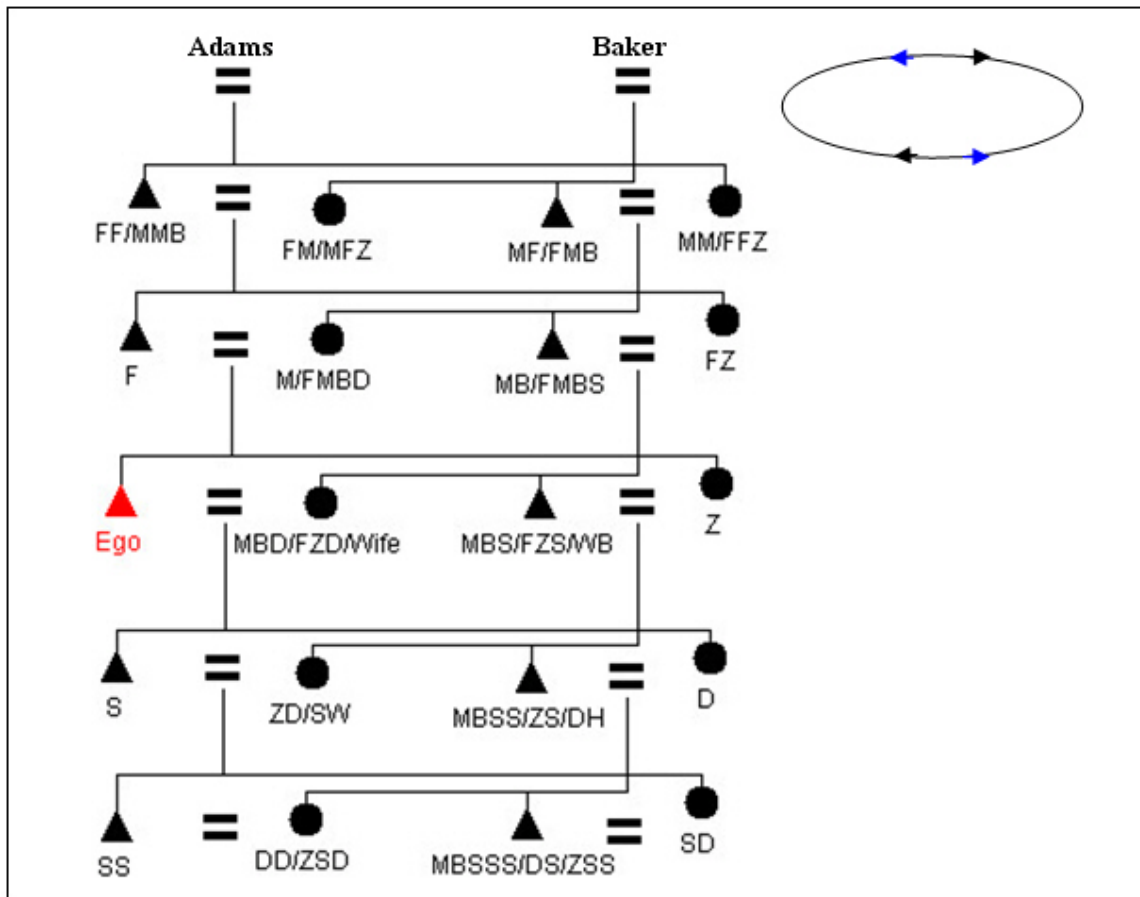 Adams Baker
FF/MMB FM/MFZ MF/FMB MM/FFZ
F M/FMBD MB/FMBS FZ
Ego MBD/FZD/Wife MBS/FZS/WB Z
S ZD/SW MBSS/ZS/DH D
SS DD/ZSD MBSSS/DS/ZSS SD